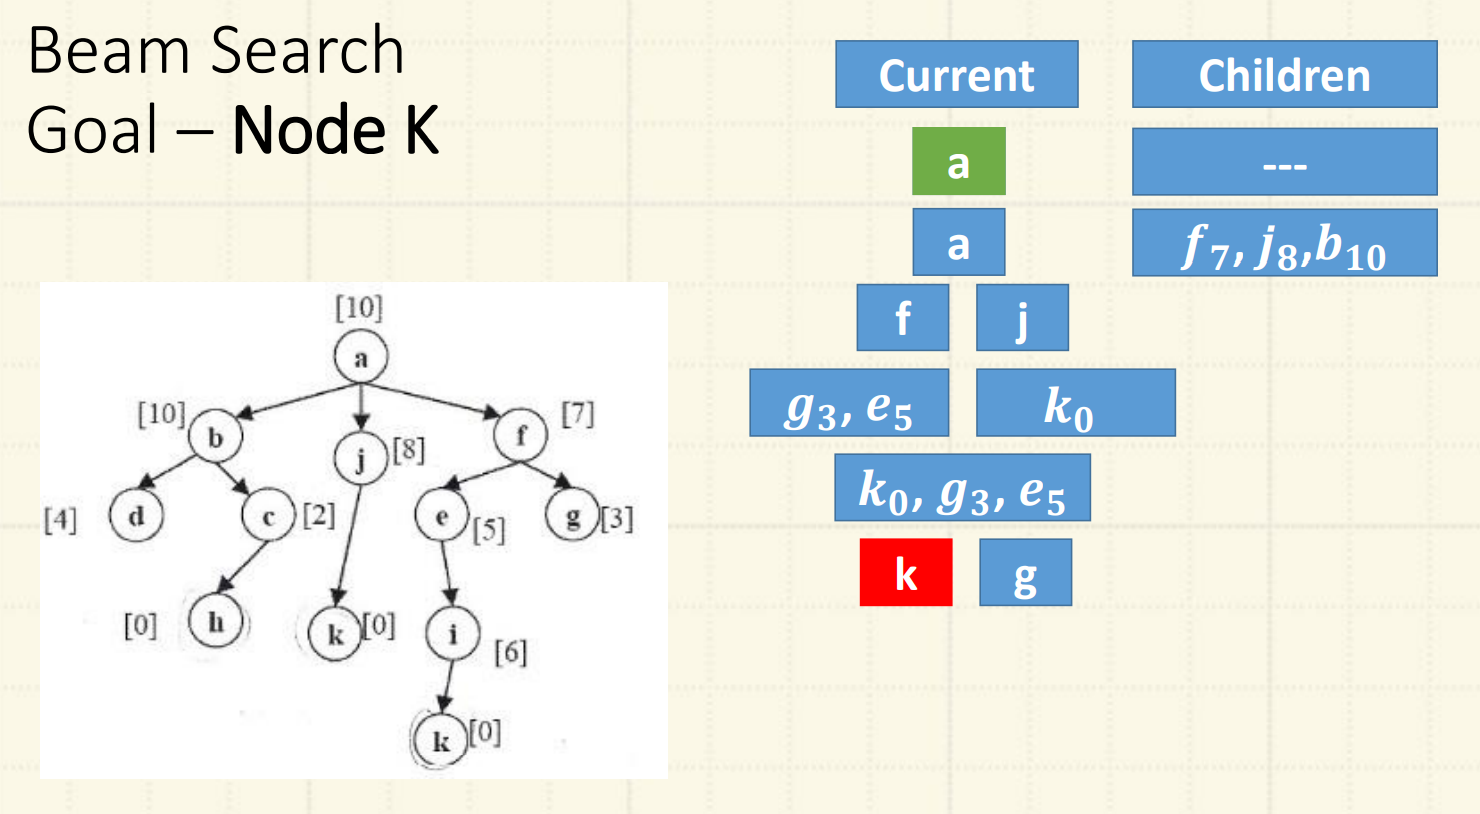 Beam Search
Goal – Node K
Current Children
a ---
a f7, j8,b10
f j
g3, e5 k0
k0, g3, e5
k g
[10]
a
[10] b j [8] f [7]
[4] d c [2] e [5] g [3]
[0] h k [0] i [6]
k [0]